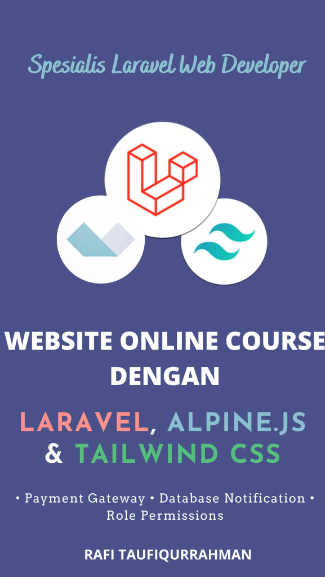 Spesialis Laravel Web Developer
WEBSITE ONLINE COURSE
DENGAN
LARAVEL, ALPINE.JS
& TAILWIND CSS
• Payment Gateway • Database Notification •
Role Permissions
RAFI TAUFIQURRAHMAN